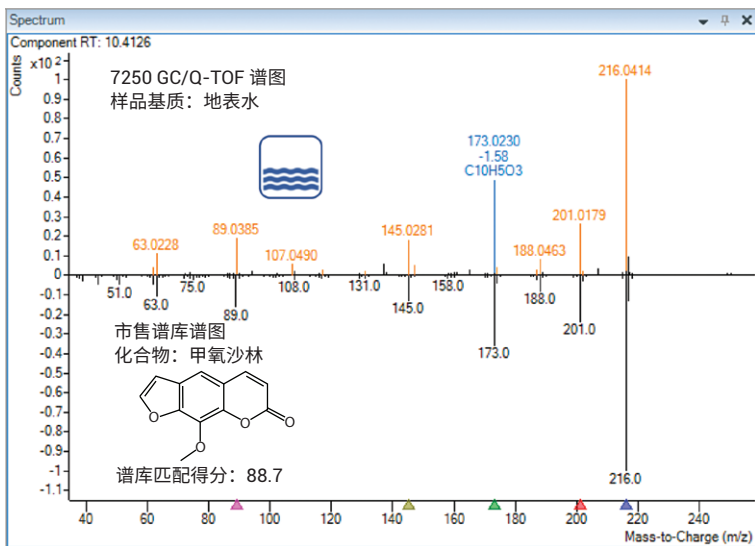 Spectrum
Component RT: 10.4126
Counts
x10^2
7250 GC/Q-TOF 谱图
样品基质：地表水
1
0.9
0.8
0.7
0.6
0.5
0.4
0.3
0.2
0.1
0
-0.1
-0.2
-0.3
-0.4
-0.5
-0.6
-0.7
-0.8
-0.9
-1
-1.1
216.0414
173.0230
-1.58
C10H5O3
63.0228
89.0385
107.0490
145.0281
188.0463
201.0179
51.0
63.0
75.0
89.0
108.0
131.0
145.0
158.0
173.0
188.0
201.0
216.0
市售谱库谱图
化合物：甲氧沙林
O
O
O
O
谱库匹配得分：88.7
40 60 80 100 120 140 160 180 200 220 240
Mass-to-Charge (m/z)